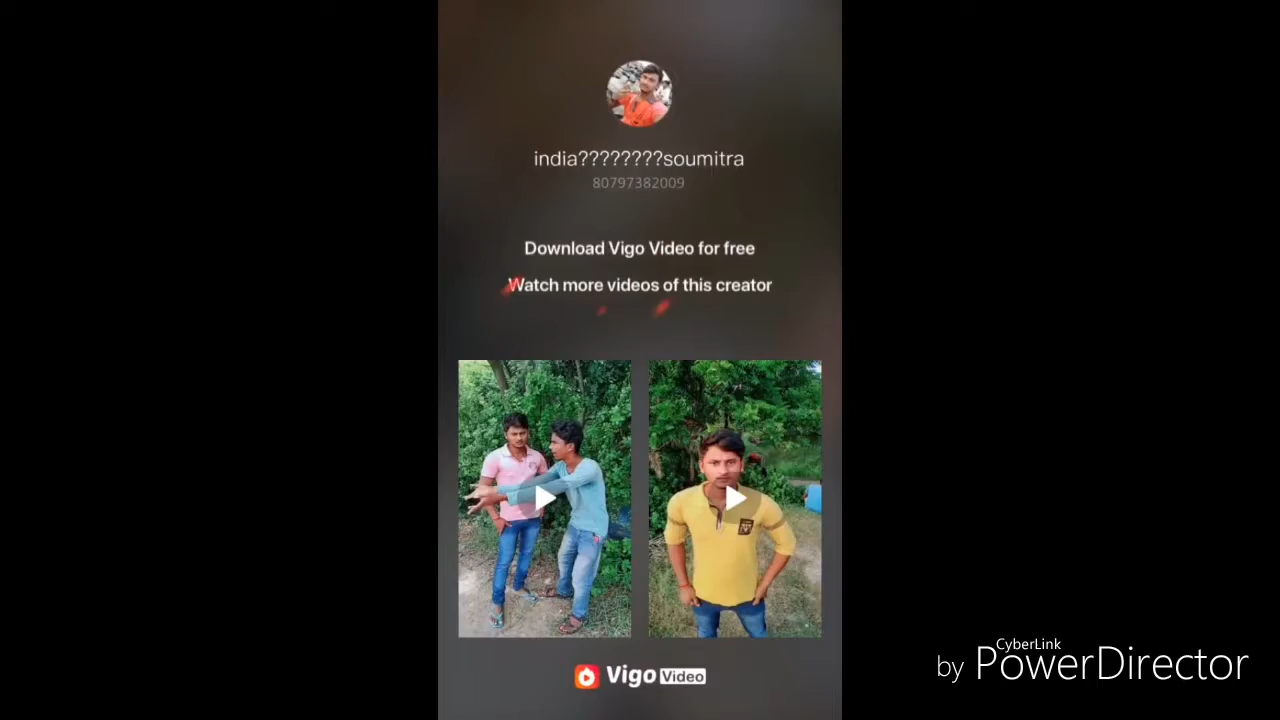 india????????soumitra
80797382009
Download Vigo Video for free
Watch more videos of this creator
Vigo Video
CyberLink
by PowerDirector